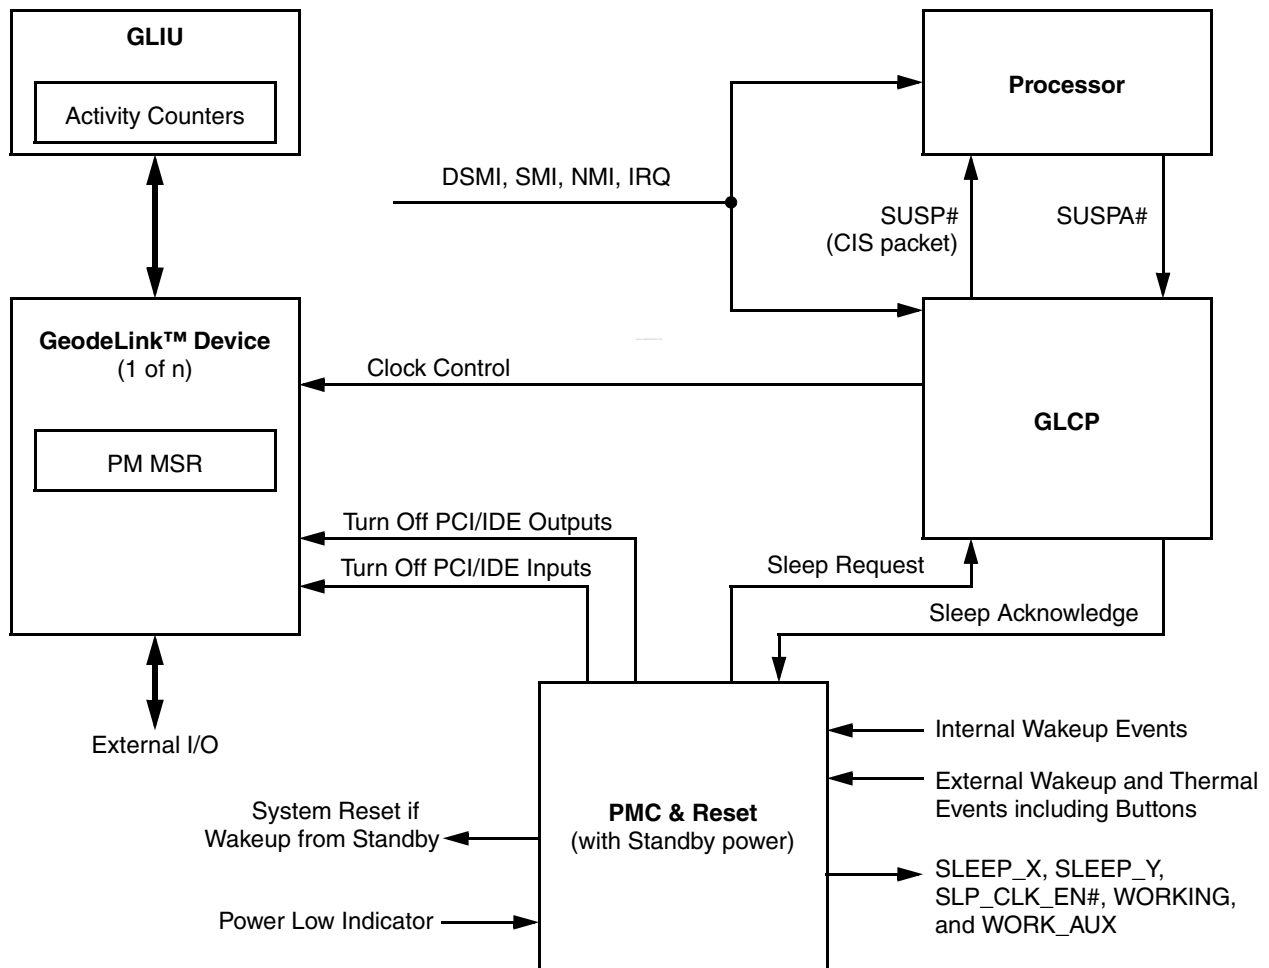 GLIU
Activity Counters
Processor
DSMI, SMI, NMI, IRQ
SUSP#
(CIS packet)
SUSPA#
GeodeLink™ Device
(1 of n)
PM MSR
Clock Control
GLCP
Turn Off PCI/IDE Outputs
Turn Off PCI/IDE Inputs
Sleep Request
Sleep Acknowledge
External I/O
Internal Wakeup Events
External Wakeup and Thermal
Events including Buttons
PMC & Reset
(with Standby power)
System Reset if
Wakeup from Standby
SLEEP_X, SLEEP_Y,
SLP_CLK_EN#, WORKING,
and WORK_AUX
Power Low Indicator